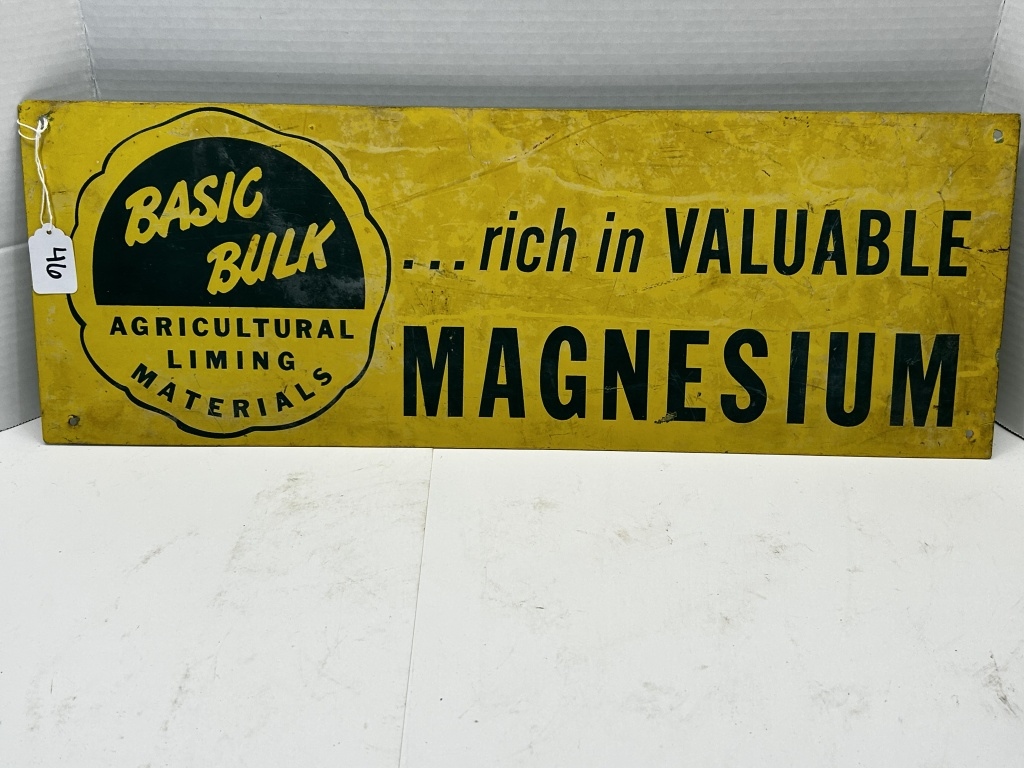 BASIC
BULK
AGRICULTURAL
LIMING
MATERIALS
...rich in VALUABLE
MAGNESIUM
46